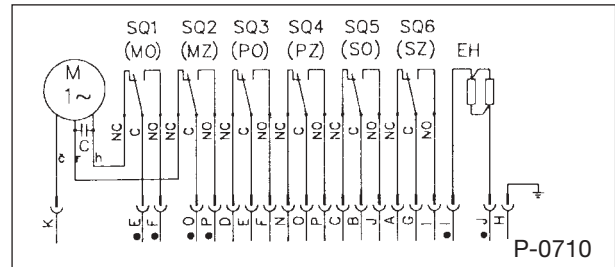 SQ1 SQ2 SQ3 SQ4 SQ5 SQ6
(MO) (MZ) (PO) (PZ) (SO) (SZ) EH
M
1~
C
NC C NO NC C NO NC C NO NC C NO NC C NO NC C NO
č r h
K E F O P D E F N O P C B J A G I I J H
P-0710